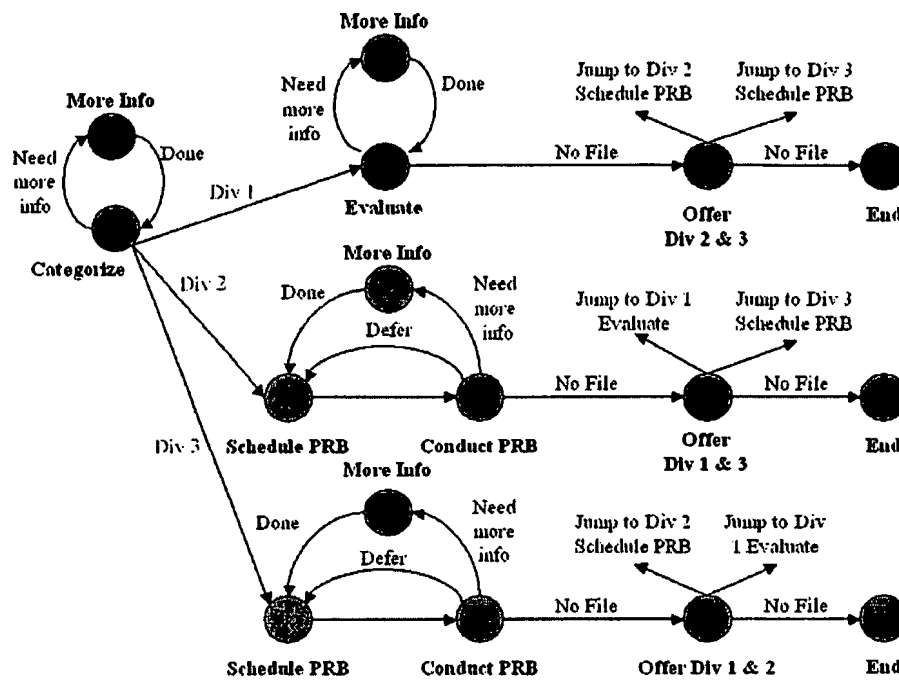 More Info
Need
more
info
Done
Jump to Div 2
Schedule PRB
Jump to Div 3
Schedule PRB
More Info
Need
more
info
Done
Categorize
Div 1
Evaluate
No File
Offer
Div 2 & 3
No File
End
Div 2
More Info
Done
Need
more
info
Defer
Jump to Div 1
Evaluate
Jump to Div 3
Schedule PRB
Schedule PRB
Conduct PRB
No File
Offer
Div 1 & 3
No File
End
Div 3
More Info
Done
Need
more
info
Defer
Jump to Div 2
Schedule PRB
Jump to Div
1 Evaluate
Schedule PRB
Conduct PRB
No File
Offer Div 1 & 2
No File
End